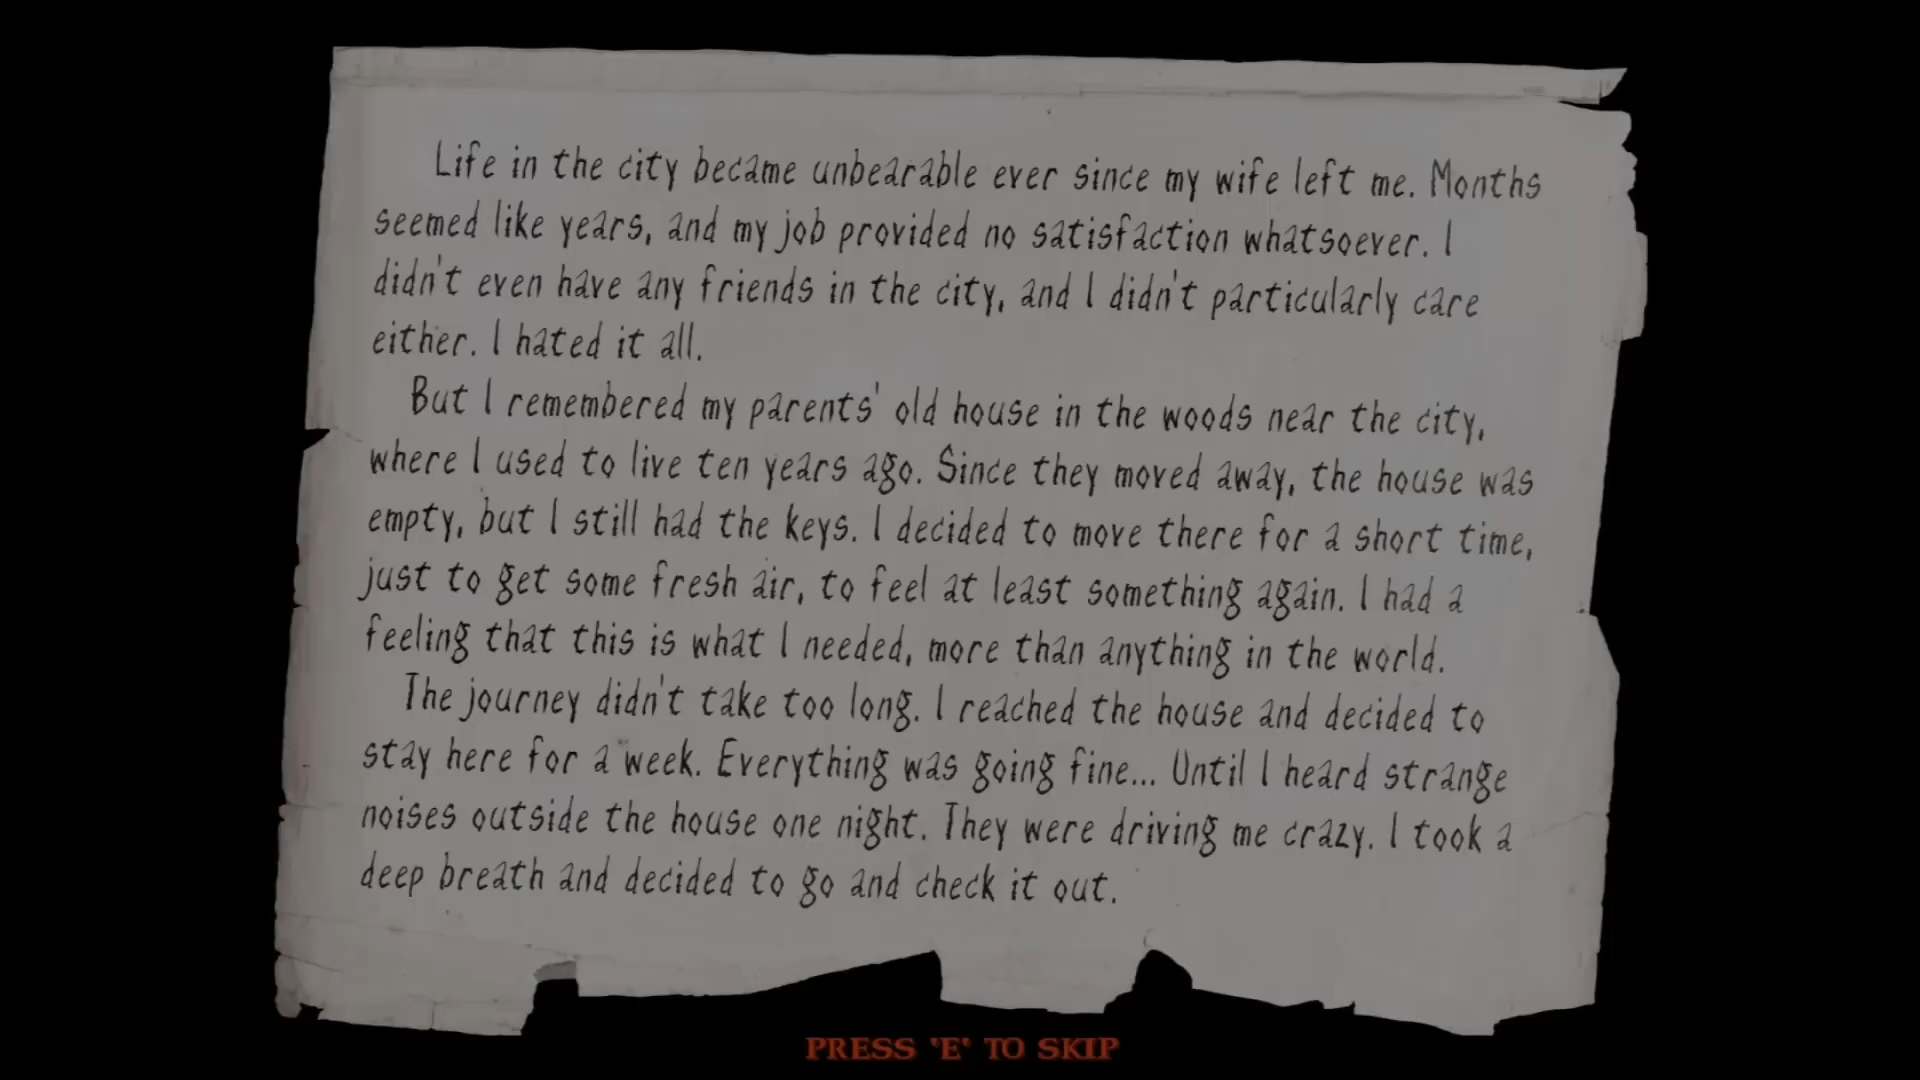 Life in the city became unbearable ever since my wife left me. Months
seemed like years, and my job provided no satisfaction whatsoever. I
didn't even have any friends in the city, and I didn't particularly care
either. I hated it all.
But I remembered my parents' old house in the woods near the city,
where I used to live ten years ago. Since they moved away, the house was
empty, but I still had the keys. I decided to move there for a short time,
just to get some fresh air, to feel at least something again. I had a
feeling that this is what I needed, more than anything in the world.
The journey didn't take too long. I reached the house and decided to
stay here for a week. Everything was going fine... Until I heard strange
noises outside the house one night. They were driving me crazy. I took a
deep breath and decided to go and check it out.
PRESS 'E' TO SKIP